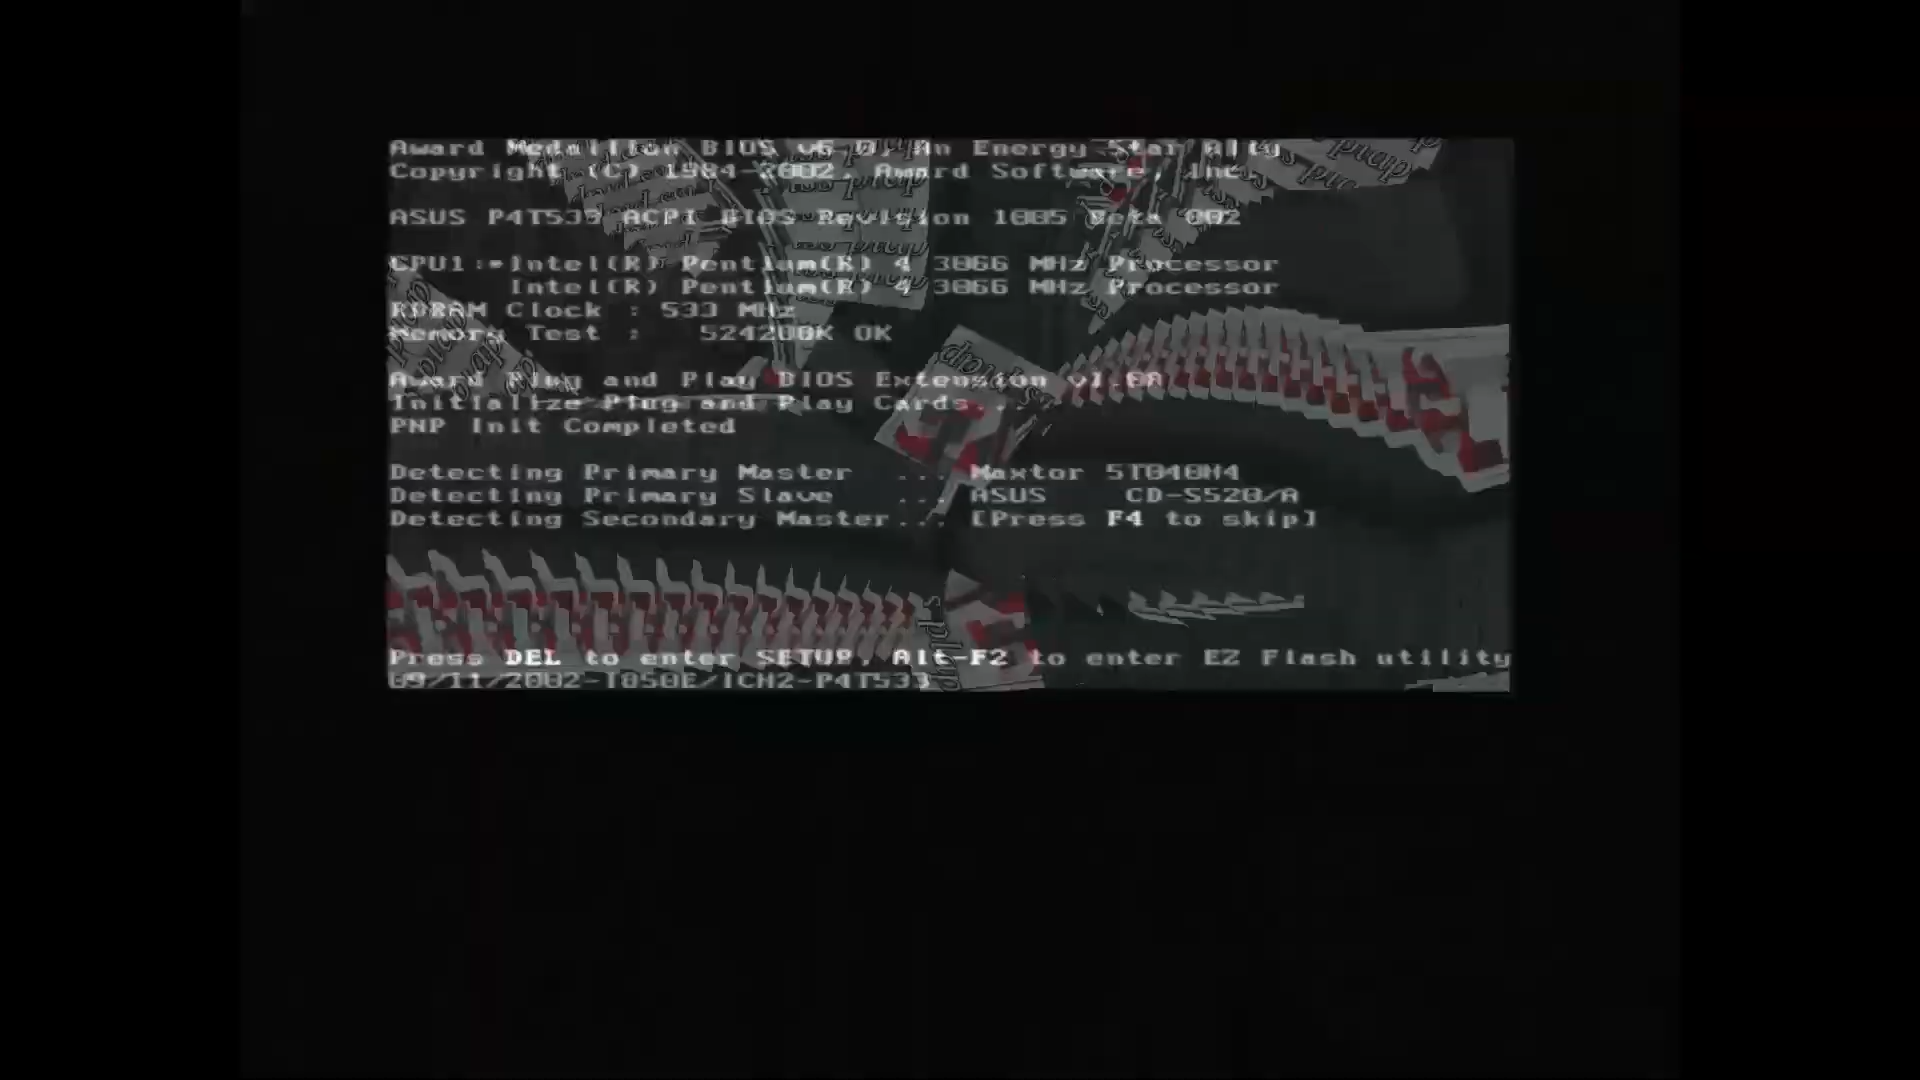 Award Medallion BIOS v6.0, An Energy Star Ally
Copyright (C) 1984-2002, Award Software, Inc.
ASUS P4T533 ACPI BIOS Revision 1005 Beta 002
CPU1 : Intel(R) Pentium(R) 4 3066 MHz Processor
Intel(R) Pentium(R) 4 3066 MHz Processor
RDRAM Clock : 533 MHz
Memory Test : 524200K OK
Award Plug and Play BIOS Extension v1.0A
Initialize Plug and Play Cards...
PNP Init Completed
Detecting Primary Master ... Maxtor 5T040H4
Detecting Primary Slave ... ASUS CD-S520/A
Detecting Secondary Master... [Press F4 to skip]
Press DEL to enter SETUP, Alt-F2 to enter EZ Flash utility
09/11/2002-I850E/ICH2-P4T533